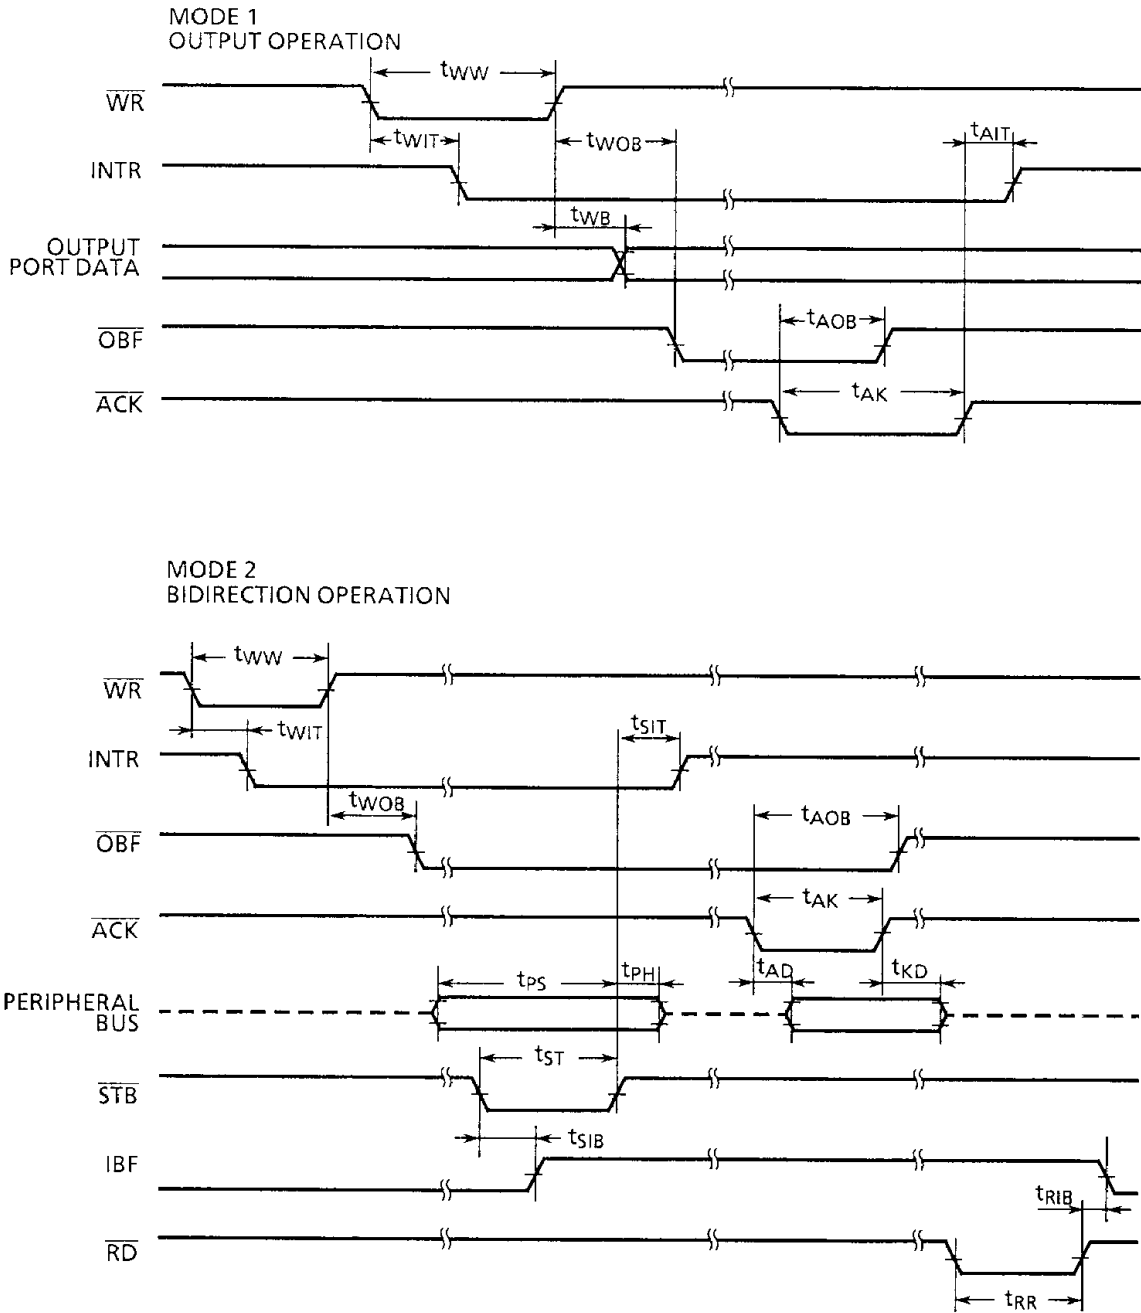 MODE 1
OUTPUT OPERATION
tWW
WR
tWIT
tWOB
tAIT
INTR
tWB
OUTPUT
PORT DATA
tAOB
OBF
tAK
ACK
MODE 2
BIDIRECTION OPERATION
tWW
WR
tWIT
tSIT
INTR
tWOB
tAOB
OBF
tAK
ACK
tPS
tPH
tAD
tKD
PERIPHERAL
BUS
tST
STB
tSIB
IBF
tRIB
RD
tRR